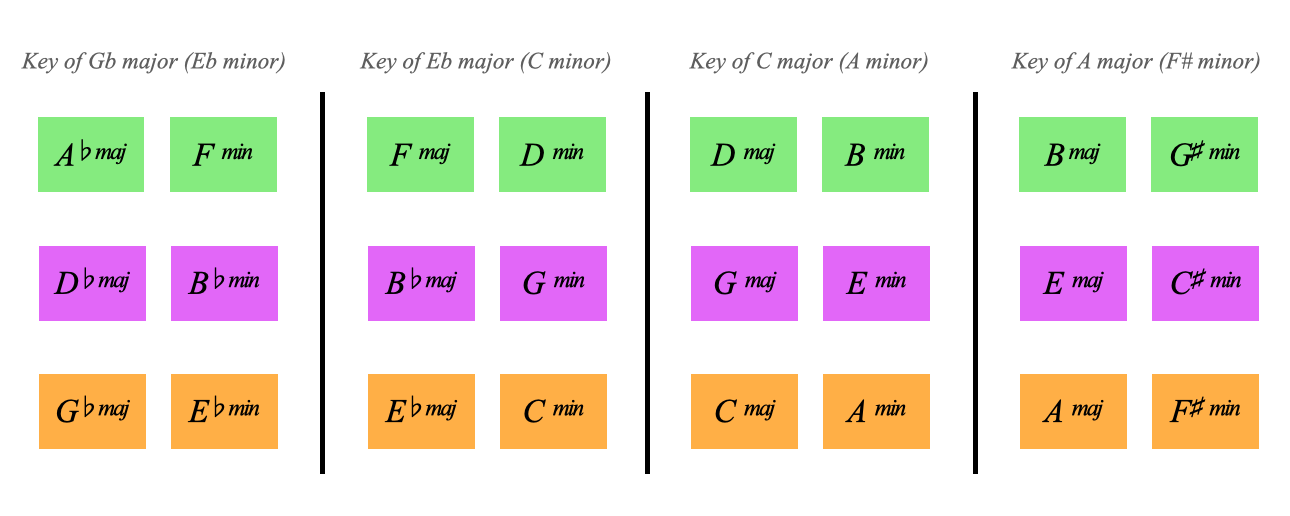 Key of Gb major (Eb minor) Key of Eb major (C minor) Key of C major (A minor) Key of A major (F# minor)
A♭maj F min F maj D min D maj B min B maj G♯ min
D♭maj B♭min B♭maj G min G maj E min E maj C♯ min
G♭maj E♭min E♭maj C min C maj A min A maj F♯ min